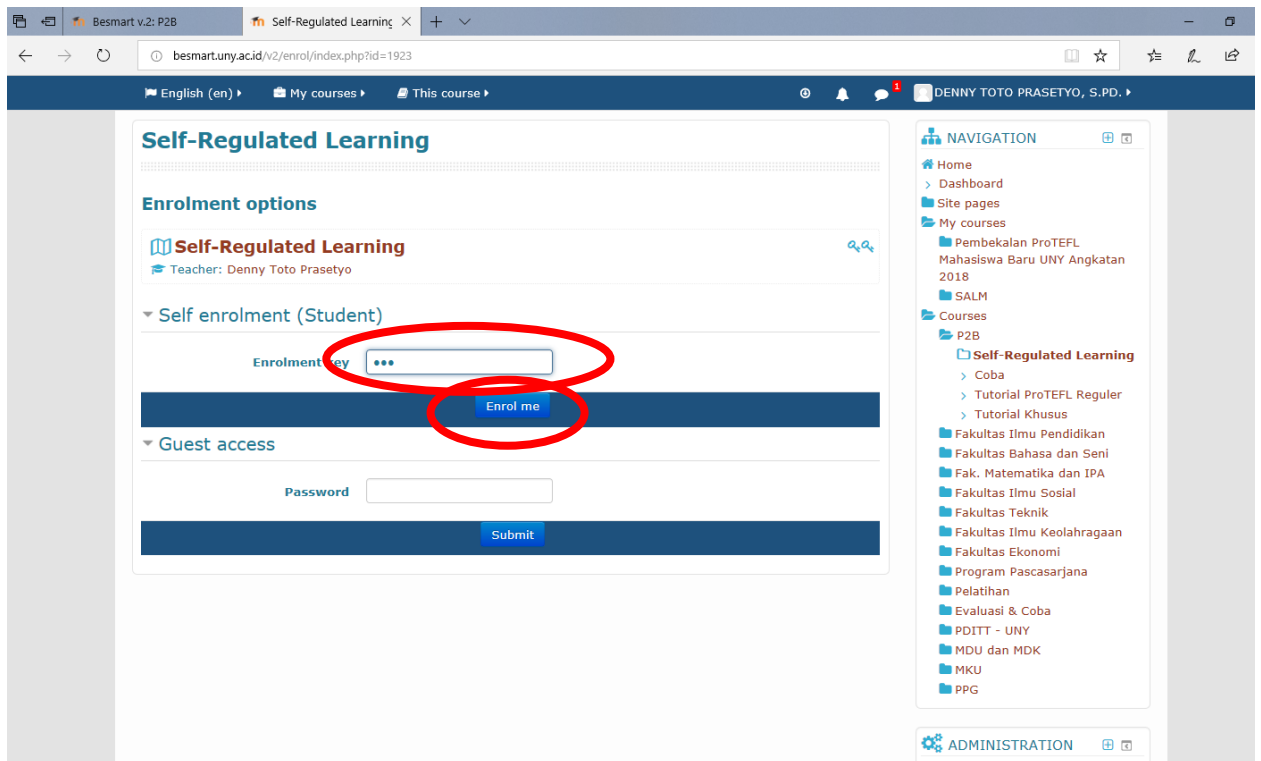 Besmart v.2: P2B
Self-Regulated Learning
besmart.uny.ac.id/v2/enrol/index.php?id=1923
English (en)
My courses
This course
1
DENNY TOTO PRASETYO, S.PD.
Self-Regulated Learning
Enrolment options
Self-Regulated Learning
Teacher: Denny Toto Prasetyo
Self enrolment (Student)
Enrolment key •••
Enrol me
Guest access
Password
Submit
NAVIGATION
Home
Dashboard
Site pages
My courses
Pembekalan ProTEFL
Mahasiswa Baru UNY Angkatan
2018
SALM
Courses
P2B
Self-Regulated Learning
Coba
Tutorial ProTEFL Reguler
Tutorial Khusus
Fakultas Ilmu Pendidikan
Fakultas Bahasa dan Seni
Fak. Matematika dan IPA
Fakultas Ilmu Sosial
Fakultas Teknik
Fakultas Ilmu Keolahragaan
Fakultas Ekonomi
Program Pascasarjana
Pelatihan
Evaluasi & Coba
PDITT - UNY
MDU dan MDK
MKU
PPG
ADMINISTRATION